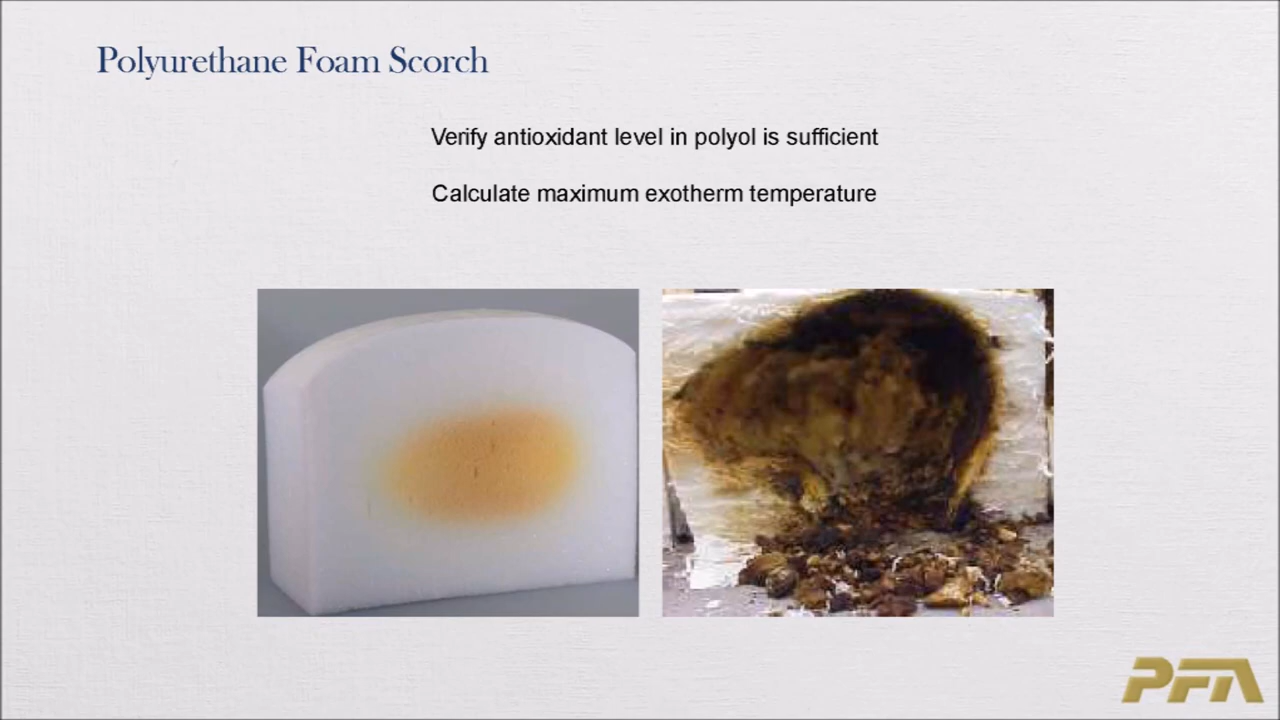 Polyurethane Foam Scorch
Verify antioxidant level in polyol is sufficient
Calculate maximum exotherm temperature
PFA